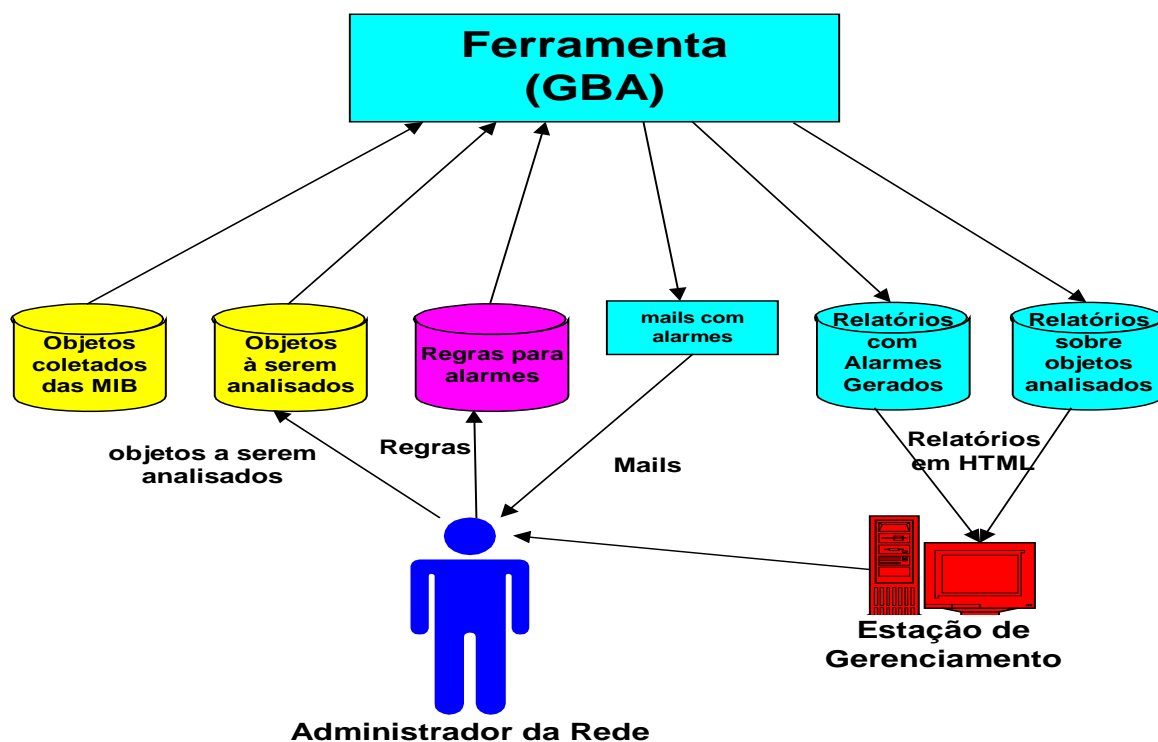 Ferramenta
(GBA)
Objetos
coletados
das MIB
Objetos
à serem
analisados
Regras para
alarmes
mails com
alarmes
Relatórios
com
Alarmes
Gerados
Relatórios
sobre
objetos
analisados
objetos a serem
analisados
Regras
Mails
Relatórios
em HTML
Estação de
Gerenciamento
Administrador da Rede